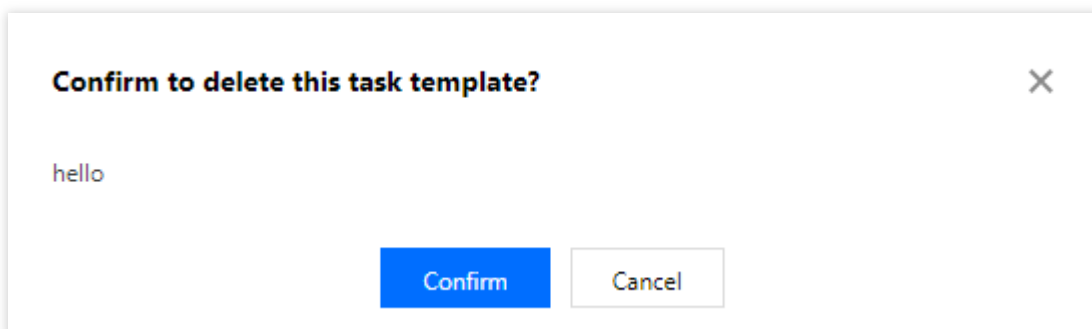 Confirm to delete this task template?
hello
Confirm
Cancel